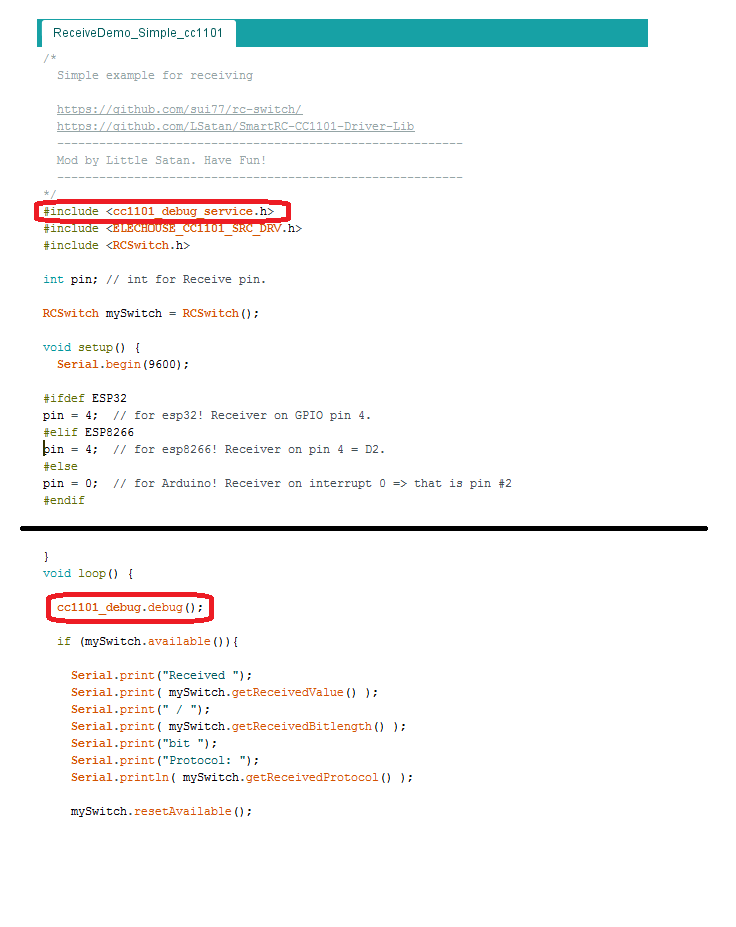 ReceiveDemo_Simple_cc1101
/*
Simple example for receiving
https://github.com/sui77/rc-switch/
https://github.com/LSatan/SmartRC-CC1101-Driver-Lib
----------------------------------------------------------
Mod by Little Satan. Have Fun!
----------------------------------------------------------
*/
#include <cc1101_debug_service.h>
#include <ELECHOUSE_CC1101_SRC_DRV.h>
#include <RCSwitch.h>
int pin; // int for Receive pin.
RCSwitch mySwitch = RCSwitch();
void setup() {
Serial.begin(9600);
#ifdef ESP32
pin = 4;  // for esp32! Receiver on GPIO pin 4.
#elif ESP8266
pin = 4;  // for esp8266! Receiver on pin 4 = D2.
#else
pin = 0;  // for Arduino! Receiver on interrupt 0 => that is pin #2
#endif
}
void loop() {
cc1101_debug.debug();
if (mySwitch.available()){
Serial.print("Received ");
Serial.print( mySwitch.getReceivedValue() );
Serial.print(" / ");
Serial.print( mySwitch.getReceivedBitlength() );
Serial.print("bit ");
Serial.print("Protocol: ");
Serial.println( mySwitch.getReceivedProtocol() );
mySwitch.resetAvailable();